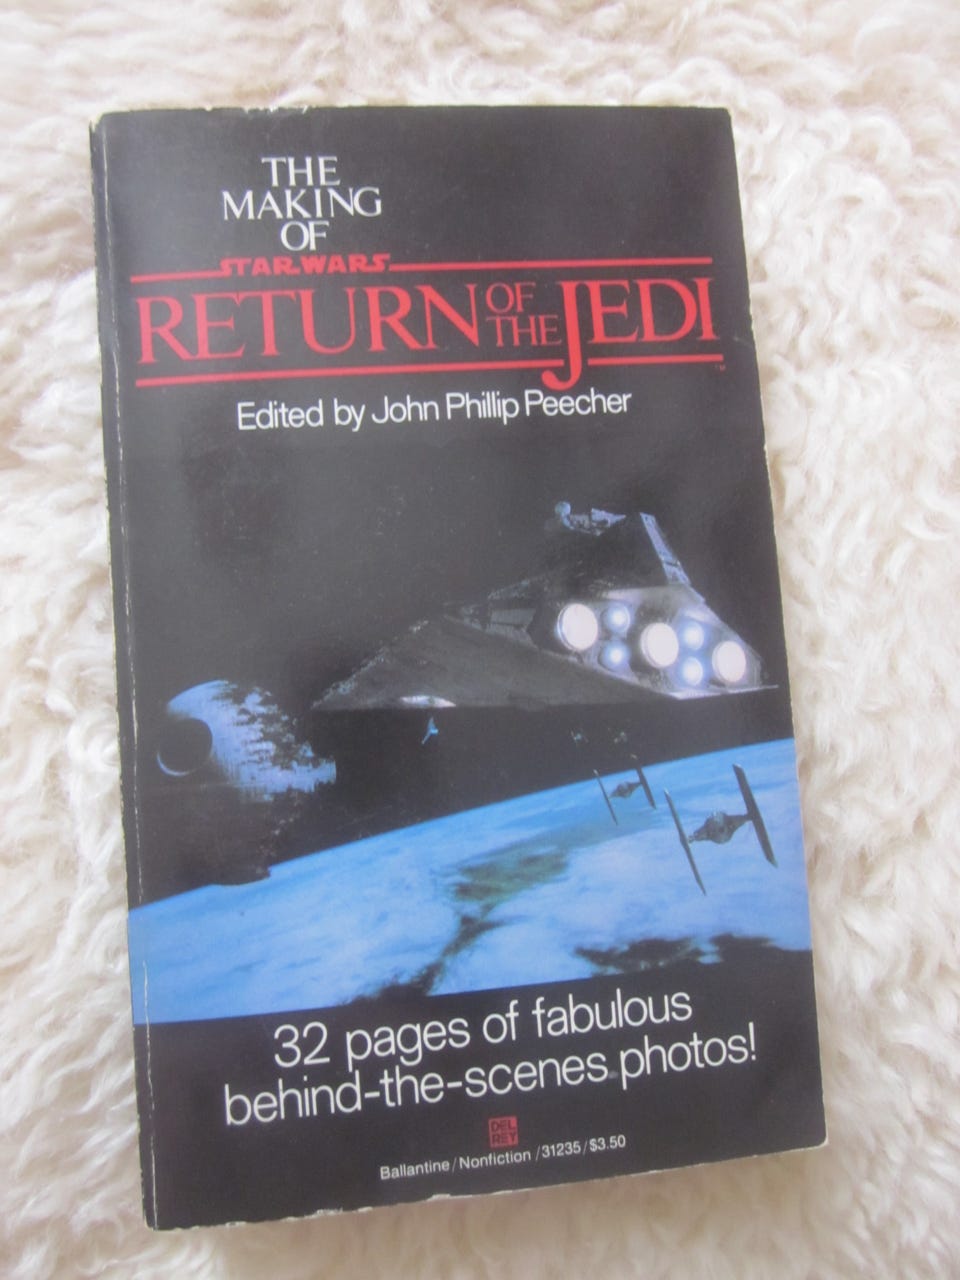 THE
MAKING
OF
STAR WARS
RETURN OF THE JEDI
Edited by John Phillip Peecher
32 pages of fabulous
behind-the-scenes photos!
DEL
REY
Ballantine/Nonfiction/31235/$3.50